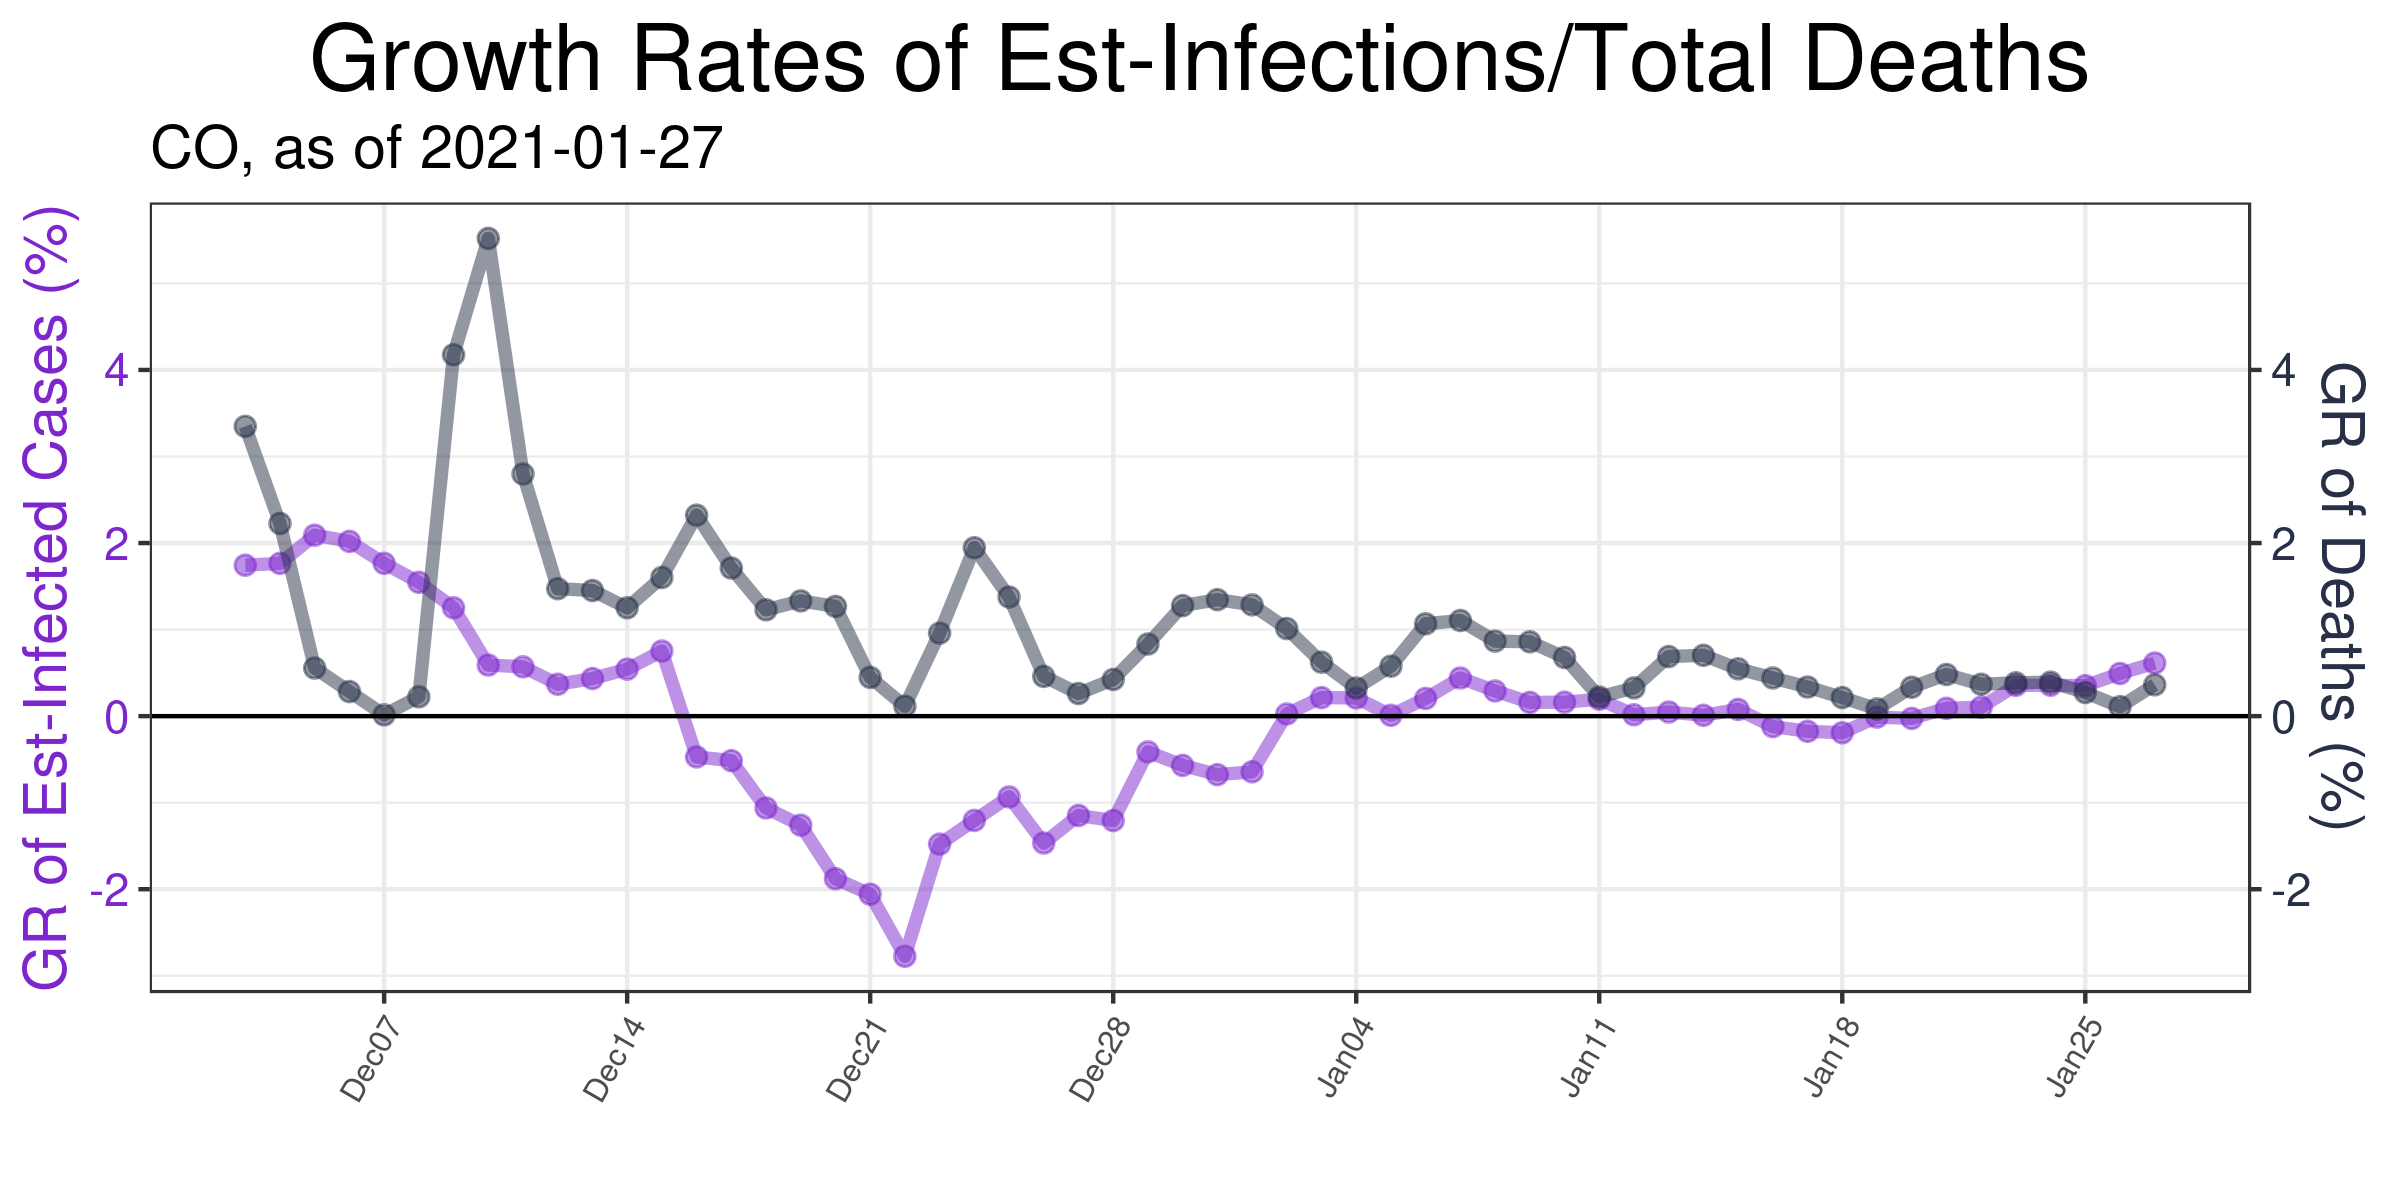 Growth Rates of Est-Infections/Total Deaths
CO, as of 2021-01-27
GR of Est-Infected Cases (%)
4
2
0
-2
4
2
0
-2
GR of Deaths (%)
Dec07
Dec14
Dec21
Dec28
Jan04
Jan11
Jan18
Jan25